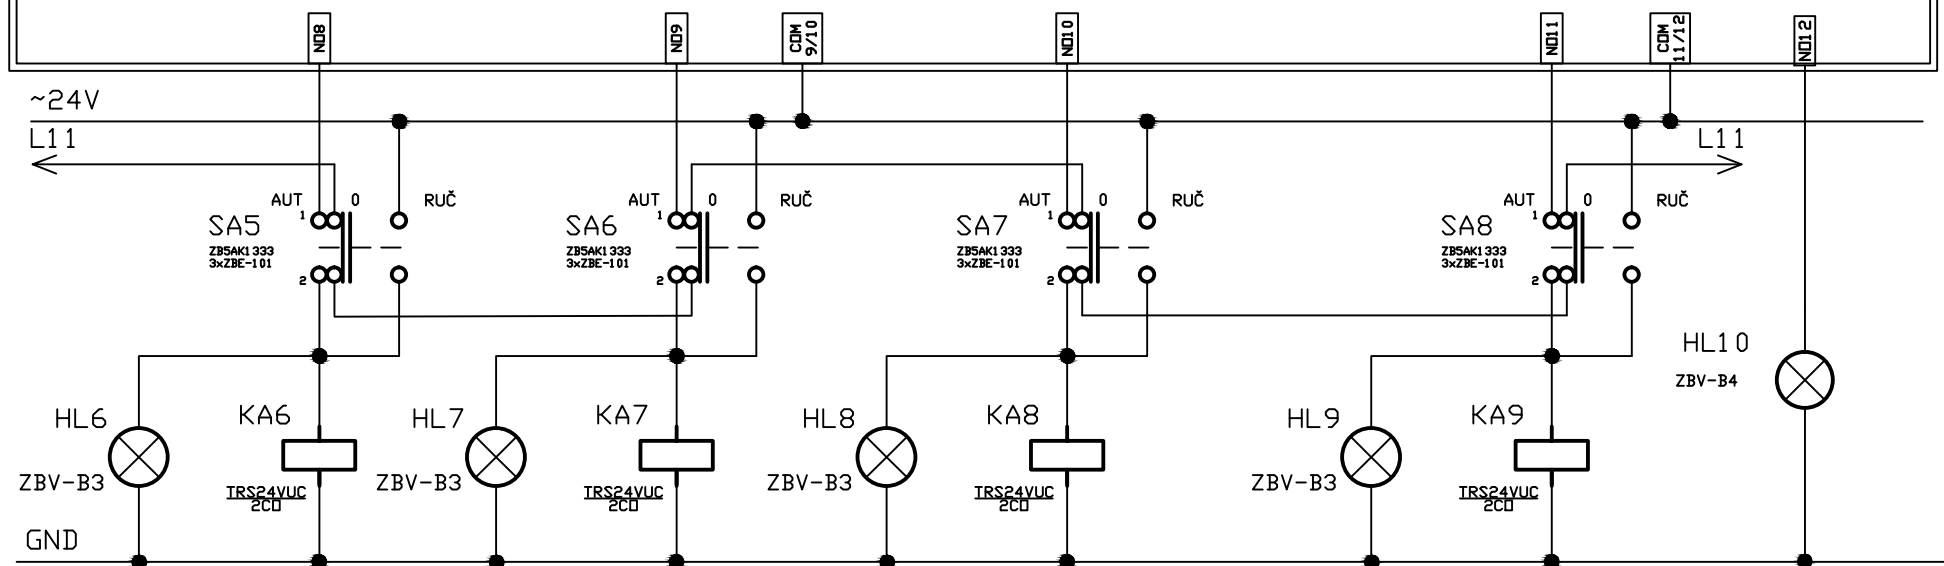 NO8
NO9
COM
9/10
NO10
NO11
COM
11/12
NO12
~24V
L11
L11
AUT
0
RUČ
AUT
0
RUČ
AUT
0
RUČ
AUT
0
RUČ
1
1
1
1
SA5
SA6
SA7
SA8
ZB5AK1333
3xZBE-101
ZB5AK1333
3xZBE-101
ZB5AK1333
3xZBE-101
ZB5AK1333
3xZBE-101
2
2
2
2
HL10
ZBV-B4
HL6
KA6
HL7
KA7
HL8
KA8
HL9
KA9
ZBV-B3
ZBV-B3
ZBV-B3
ZBV-B3
TRS24VUC
2CO
TRS24VUC
2CO
TRS24VUC
2CO
TRS24VUC
2CO
GND